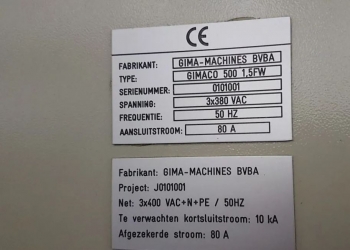 CE
FABRIKANT: GIMA-MACHINES BVBA
TYPE: GIMACO 500 1,5FW
SERIENUMMER: 0101001
SPANNING: 3x380 VAC
FREQUENTIE: 50 HZ
AANSLUITSTROOM: 80 A
Fabrikant: GIMA-MACHINES BVBA
Project: J0101001
Net: 3x400 VAC+N+PE / 50HZ
Te verwachten kortsluitstroom: 10 kA
Afgezekerde stroom: 80 A